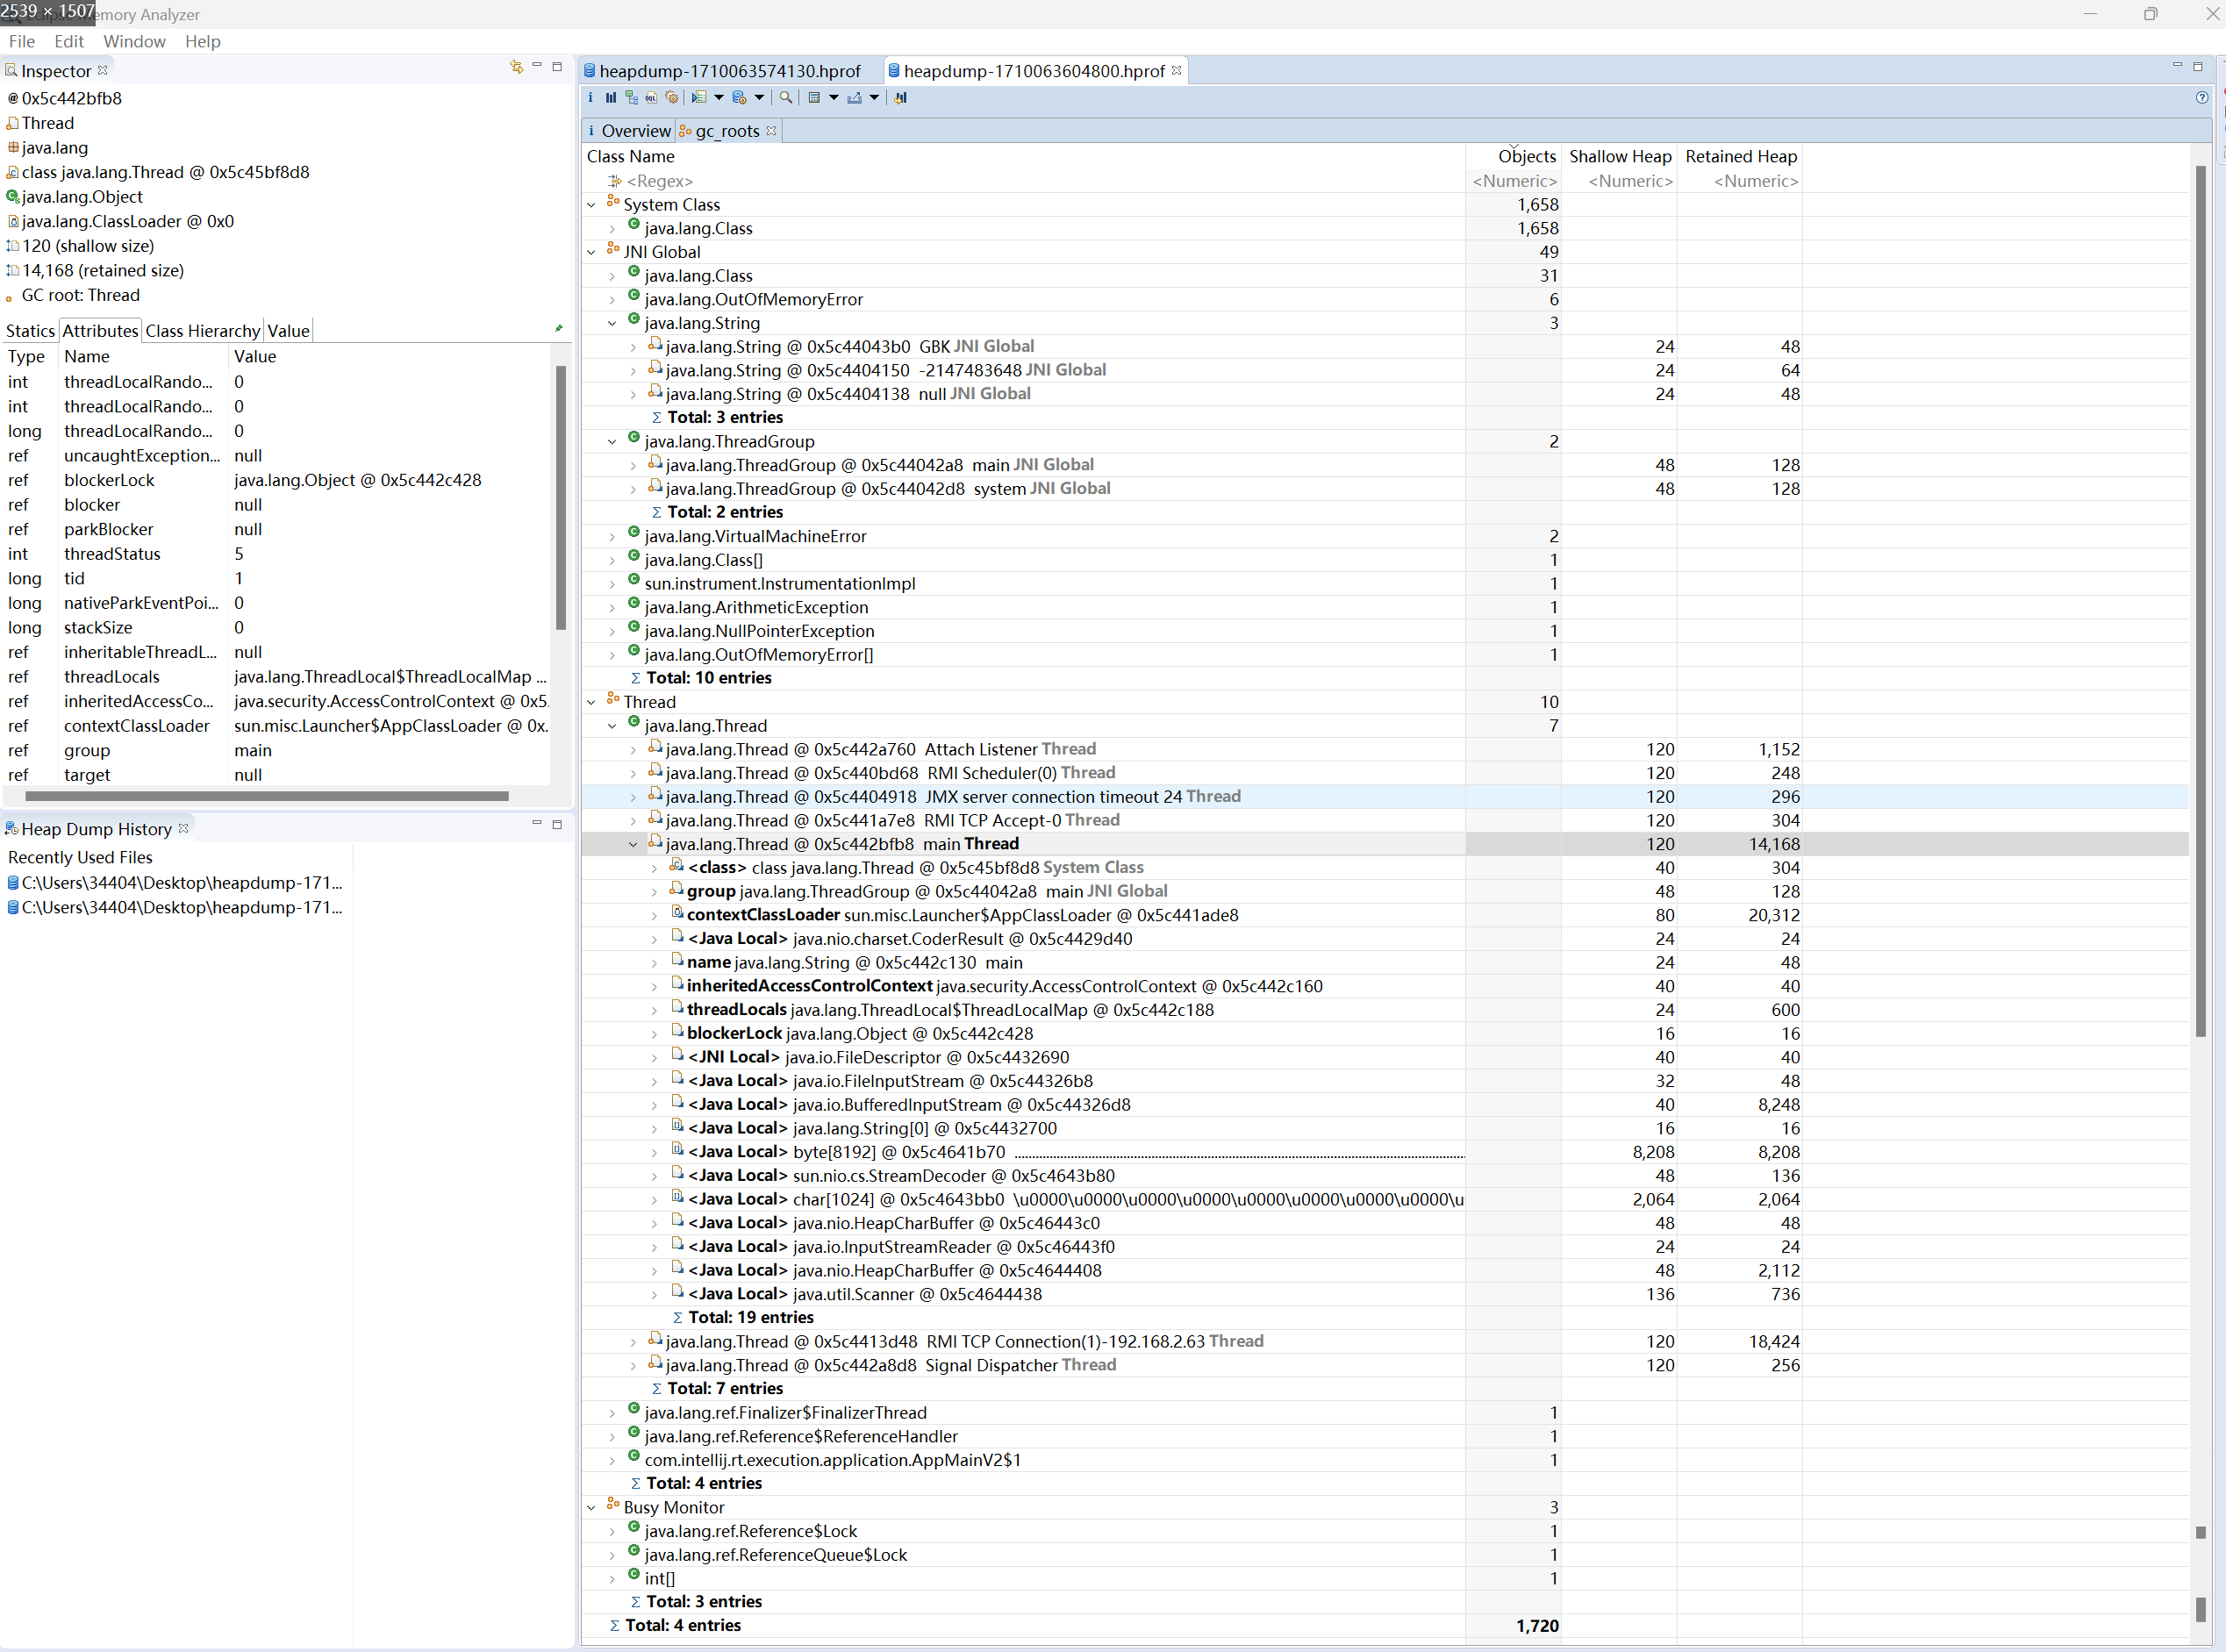 2539 × 1507
Memory Analyzer
File Edit Window Help
Inspector
@ 0x5c442bfb8
Thread
java.lang
class java.lang.Thread @ 0x5c45bf8d8
java.lang.Object
java.lang.ClassLoader @ 0x0
120 (shallow size)
14,168 (retained size)
GC root: Thread
Statics Attributes Class Hierarchy Value
Type Name Value
int threadLocalRando... 0
int threadLocalRando... 0
long threadLocalRando... 0
ref uncaughtException... null
ref blockerLock java.lang.Object @ 0x5c442c428
ref blocker null
ref parkBlocker null
int threadStatus 5
long tid 1
long nativeParkEventPoi... 0
long stackSize 0
ref inheritableThreadL... null
ref threadLocals java.lang.ThreadLocal$ThreadLocalMap ...
ref inheritedAccessCo... java.security.AccessControlContext @ 0x5.
ref contextClassLoader sun.misc.Launcher$AppClassLoader @ 0x.
ref group main
ref target null
Heap Dump History
Recently Used Files
C:\Users\34404\Desktop\heapdump-171...
C:\Users\34404\Desktop\heapdump-171...
heapdump-1710063574130.hprof heapdump-1710063604800.hprof
i Overview gc_roots
Class Name Objects Shallow Heap Retained Heap
<Regex> <Numeric> <Numeric> <Numeric>
System Class 1,658
java.lang.Class 1,658
JNI Global 49
java.lang.Class 31
java.lang.OutOfMemoryError 6
java.lang.String 3
java.lang.String @ 0x5c44043b0 GBK JNI Global 24 48
java.lang.String @ 0x5c4404150 -2147483648 JNI Global 24 64
java.lang.String @ 0x5c4404138 null JNI Global 24 48
Σ Total: 3 entries
java.lang.ThreadGroup 2
java.lang.ThreadGroup @ 0x5c44042a8 main JNI Global 48 128
java.lang.ThreadGroup @ 0x5c44042d8 system JNI Global 48 128
Σ Total: 2 entries
java.lang.VirtualMachineError 2
java.lang.Class[] 1
sun.instrument.InstrumentationImpl 1
java.lang.ArithmeticException 1
java.lang.NullPointerException 1
java.lang.OutOfMemoryError[] 1
Σ Total: 10 entries
Thread 10
java.lang.Thread 7
java.lang.Thread @ 0x5c442a760 Attach Listener Thread 120 1,152
java.lang.Thread @ 0x5c440bd68 RMI Scheduler(0) Thread 120 248
java.lang.Thread @ 0x5c4404918 JMX server connection timeout 24 Thread 120 296
java.lang.Thread @ 0x5c441a7e8 RMI TCP Accept-0 Thread 120 304
java.lang.Thread @ 0x5c442bfb8 main Thread 120 14,168
<class> class java.lang.Thread @ 0x5c45bf8d8 System Class 40 304
group java.lang.ThreadGroup @ 0x5c44042a8 main JNI Global 48 128
contextClassLoader sun.misc.Launcher$AppClassLoader @ 0x5c441ade8 80 20,312
<Java Local> java.nio.charset.CoderResult @ 0x5c4429d40 24 24
name java.lang.String @ 0x5c442c130 main 24 48
inheritedAccessControlContext java.security.AccessControlContext @ 0x5c442c160 40 40
threadLocals java.lang.ThreadLocal$ThreadLocalMap @ 0x5c442c188 24 600
blockerLock java.lang.Object @ 0x5c442c428 16 16
<JNI Local> java.io.FileDescriptor @ 0x5c4432690 40 40
<Java Local> java.io.FileInputStream @ 0x5c44326b8 32 48
<Java Local> java.io.BufferedInputStream @ 0x5c44326d8 40 8,248
<Java Local> java.lang.String[0] @ 0x5c4432700 16 16
<Java Local> byte[8192] @ 0x5c4641b70 ........ 8,208 8,208
<Java Local> sun.nio.cs.StreamDecoder @ 0x5c4643b80 48 136
<Java Local> char[1024] @ 0x5c4643bb0 \u0000\u0000\u0000\u0000\u0000\u0000\u0000\u0000\u 2,064 2,064
<Java Local> java.nio.HeapCharBuffer @ 0x5c46443c0 48 48
<Java Local> java.io.InputStreamReader @ 0x5c46443f0 24 24
<Java Local> java.nio.HeapCharBuffer @ 0x5c4644408 48 2,112
<Java Local> java.util.Scanner @ 0x5c4644438 136 736
Σ Total: 19 entries
java.lang.Thread @ 0x5c4413d48 RMI TCP Connection(1)-192.168.2.63 Thread 120 18,424
java.lang.Thread @ 0x5c442a8d8 Signal Dispatcher Thread 120 256
Σ Total: 7 entries
java.lang.ref.Finalizer$FinalizerThread 1
java.lang.ref.Reference$ReferenceHandler 1
com.intellij.rt.execution.application.AppMainV2$1 1
Σ Total: 4 entries
Busy Monitor 3
java.lang.ref.Reference$Lock 1
java.lang.ref.ReferenceQueue$Lock 1
int[] 1
Σ Total: 3 entries
Σ Total: 4 entries 1,720